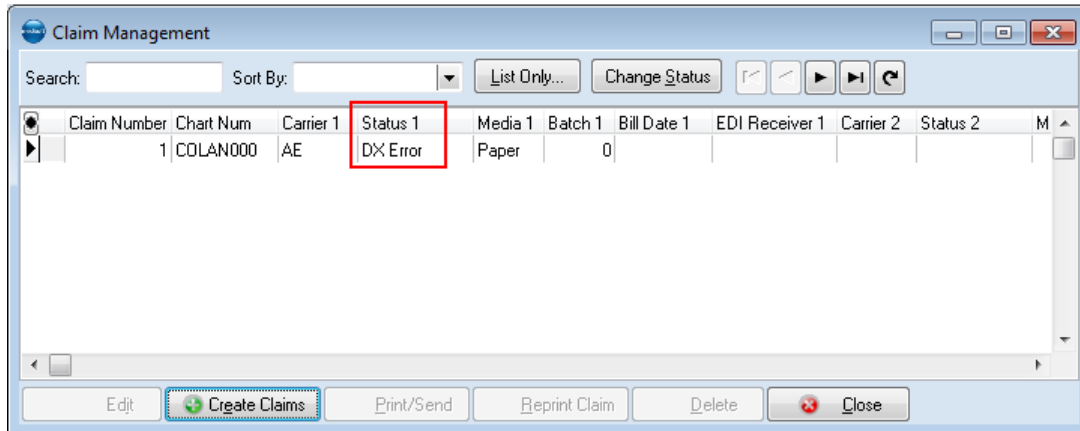 Claim Management
Search: Sort By: List Only... Change Status
Claim Number Chart Num Carrier 1 Status 1 Media 1 Batch 1 Bill Date 1 EDI Receiver 1 Carrier 2 Status 2 M
1 COLAN000 AE DX Error Paper 0
Edit Create Claims Print/Send Reprint Claim Delete Close